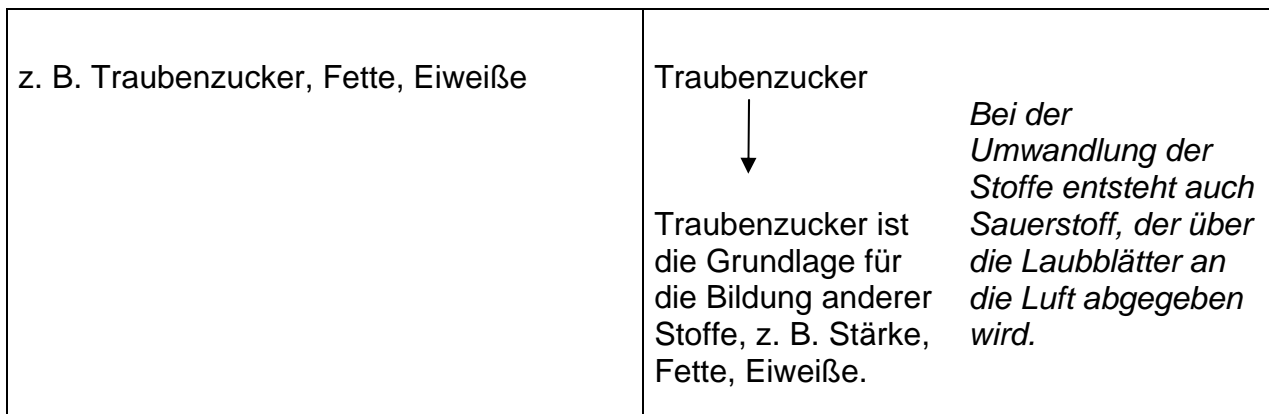 z. B. Traubenzucker, Fette, Eiweiße
Traubenzucker
Traubenzucker ist
die Grundlage für
die Bildung anderer
Stoffe, z. B. Stärke,
Fette, Eiweiße.
Bei der
Umwandlung der
Stoffe entsteht auch
Sauerstoff, der über
die Laubblätter an
die Luft abgegeben
wird.